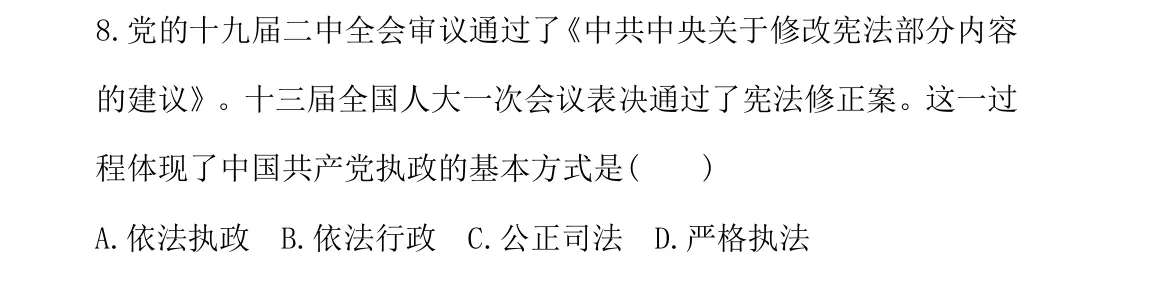 8.党的十九届二中全会审议通过了《中共中央关于修改宪法部分内容
的建议》。十三届全国人大一次会议表决通过了宪法修正案。这一过
程体现了中国共产党执政的基本方式是(　　)
A.依法执政　B.依法行政　C.公正司法　D.严格执法